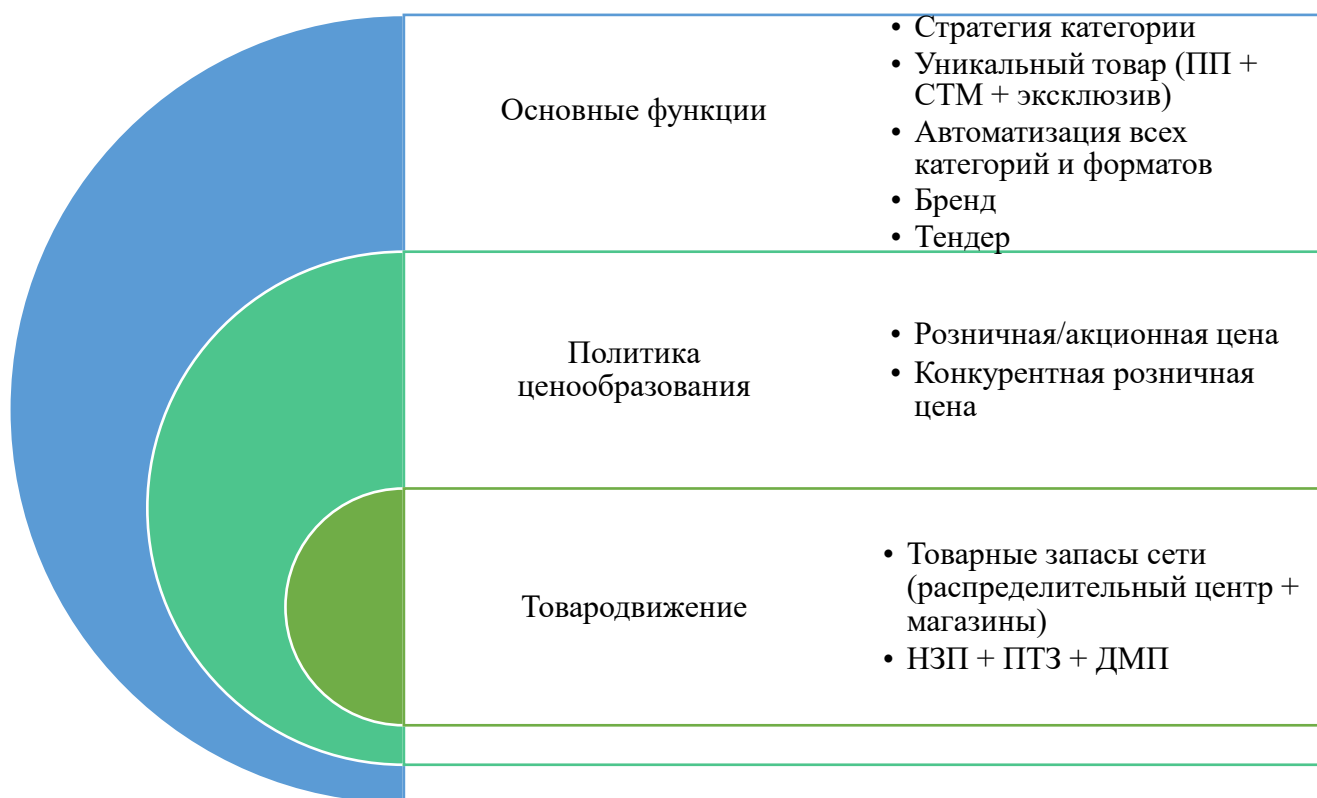 Основные функции
• Стратегия категории
• Уникальный товар (ПП +
СТМ + эксклюзив)
• Автоматизация всех
категорий и форматов
• Бренд
• Тендер
Политика
ценообразования
• Розничная/акционная цена
• Конкурентная розничная
цена
Товародвижение
• Товарные запасы сети
(распределительный центр +
магазины)
• НЗП + ПТЗ + ДМП